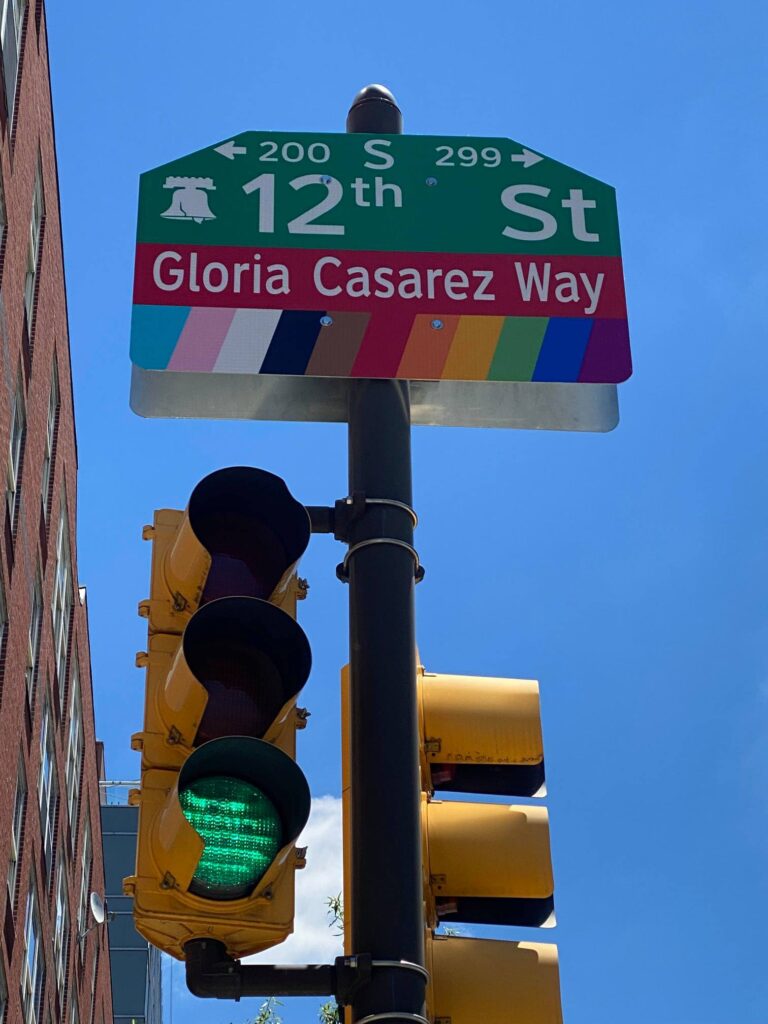 ← 200 S 299 →
12th St
Gloria Casarez Way